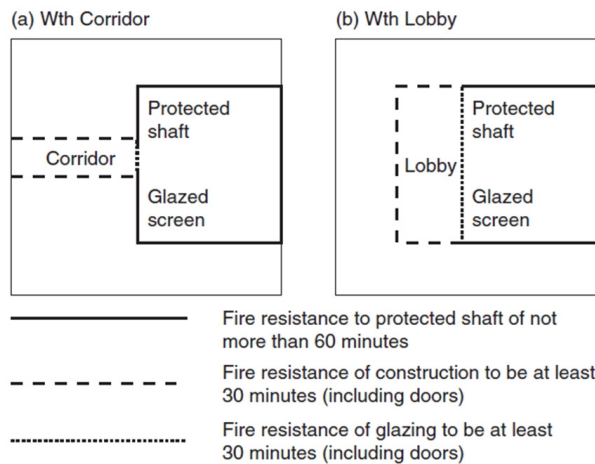 (a) Wth Corridor
(b) Wth Lobby
Protected
shaft
Corridor
Glazed
screen
Protected
shaft
Lobby
Glazed
screen
Fire resistance to protected shaft of not
more than 60 minutes
Fire resistance of construction to be at least
30 minutes (including doors)
Fire resistance of glazing to be at least
30 minutes (including doors)